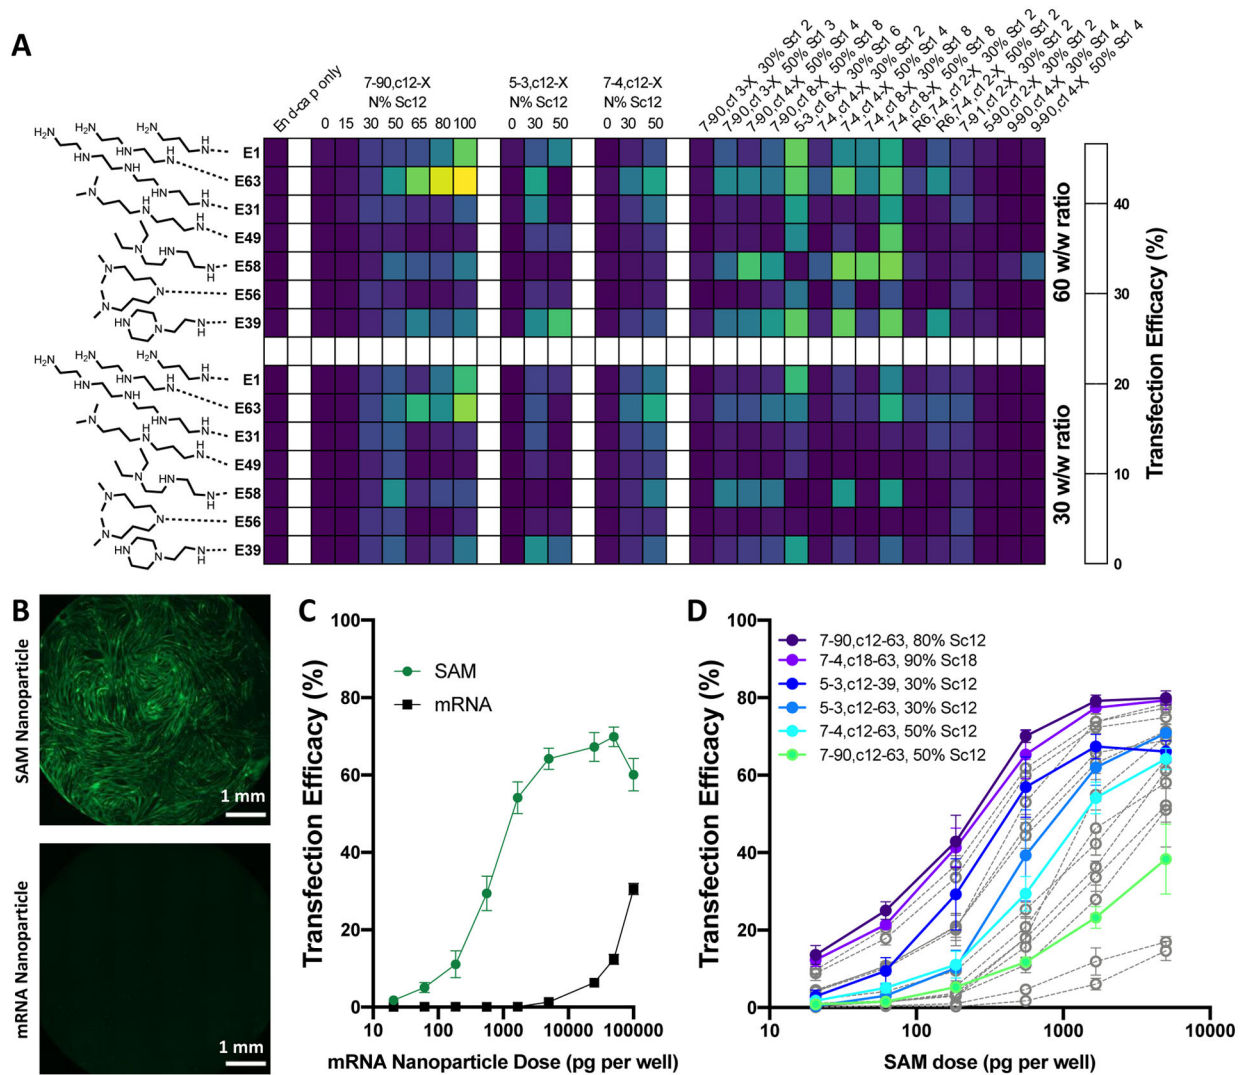 A
End-cap only
7-90,c12-X
N% Sc12
5-3,c12-X
N% Sc12
7-4,c12-X
N% Sc12
7-90,c13-X 30% Sc12
7-90,c13-X 50% Sc13
7-90,c14-X 50% Sc14
7-90,c18-X 50% Sc18
5-3,c16-X 30% Sc16
7-4,c14-X 30% Sc12
7-4,c14-X 50% Sc14
7-4,c18-X 30% Sc18
7-4,c18-X 50% Sc18
R6,7-4,c12-X 30% Sc12
R6,7-4,c12-X 50% Sc12
7-91,c12-X 30% Sc12
5-90,c12-X 30% Sc12
9-90,c14-X 30% Sc14
9-90,c14-X 50% Sc14
0 15 30 50 65 80 100
0 30 50
0 30 50
E1
E63
E31
E49
E58
E56
E39
60 w/w ratio
E1
E63
E31
E49
E58
E56
E39
30 w/w ratio
40
30
20
10
0
Transfection Efficacy (%)
B
SAM Nanoparticle
1 mm
mRNA Nanoparticle
1 mm
C
Transfection Efficacy (%)
100
80
60
40
20
0
SAM
mRNA
10 100 1000 10000 100000
mRNA Nanoparticle Dose (pg per well)
D
Transfection Efficacy (%)
100
80
60
40
20
0
7-90,c12-63, 80% Sc12
7-4,c18-63, 90% Sc18
5-3,c12-39, 30% Sc12
5-3,c12-63, 30% Sc12
7-4,c12-63, 50% Sc12
7-90,c12-63, 50% Sc12
10 100 1000 10000
SAM dose (pg per well)